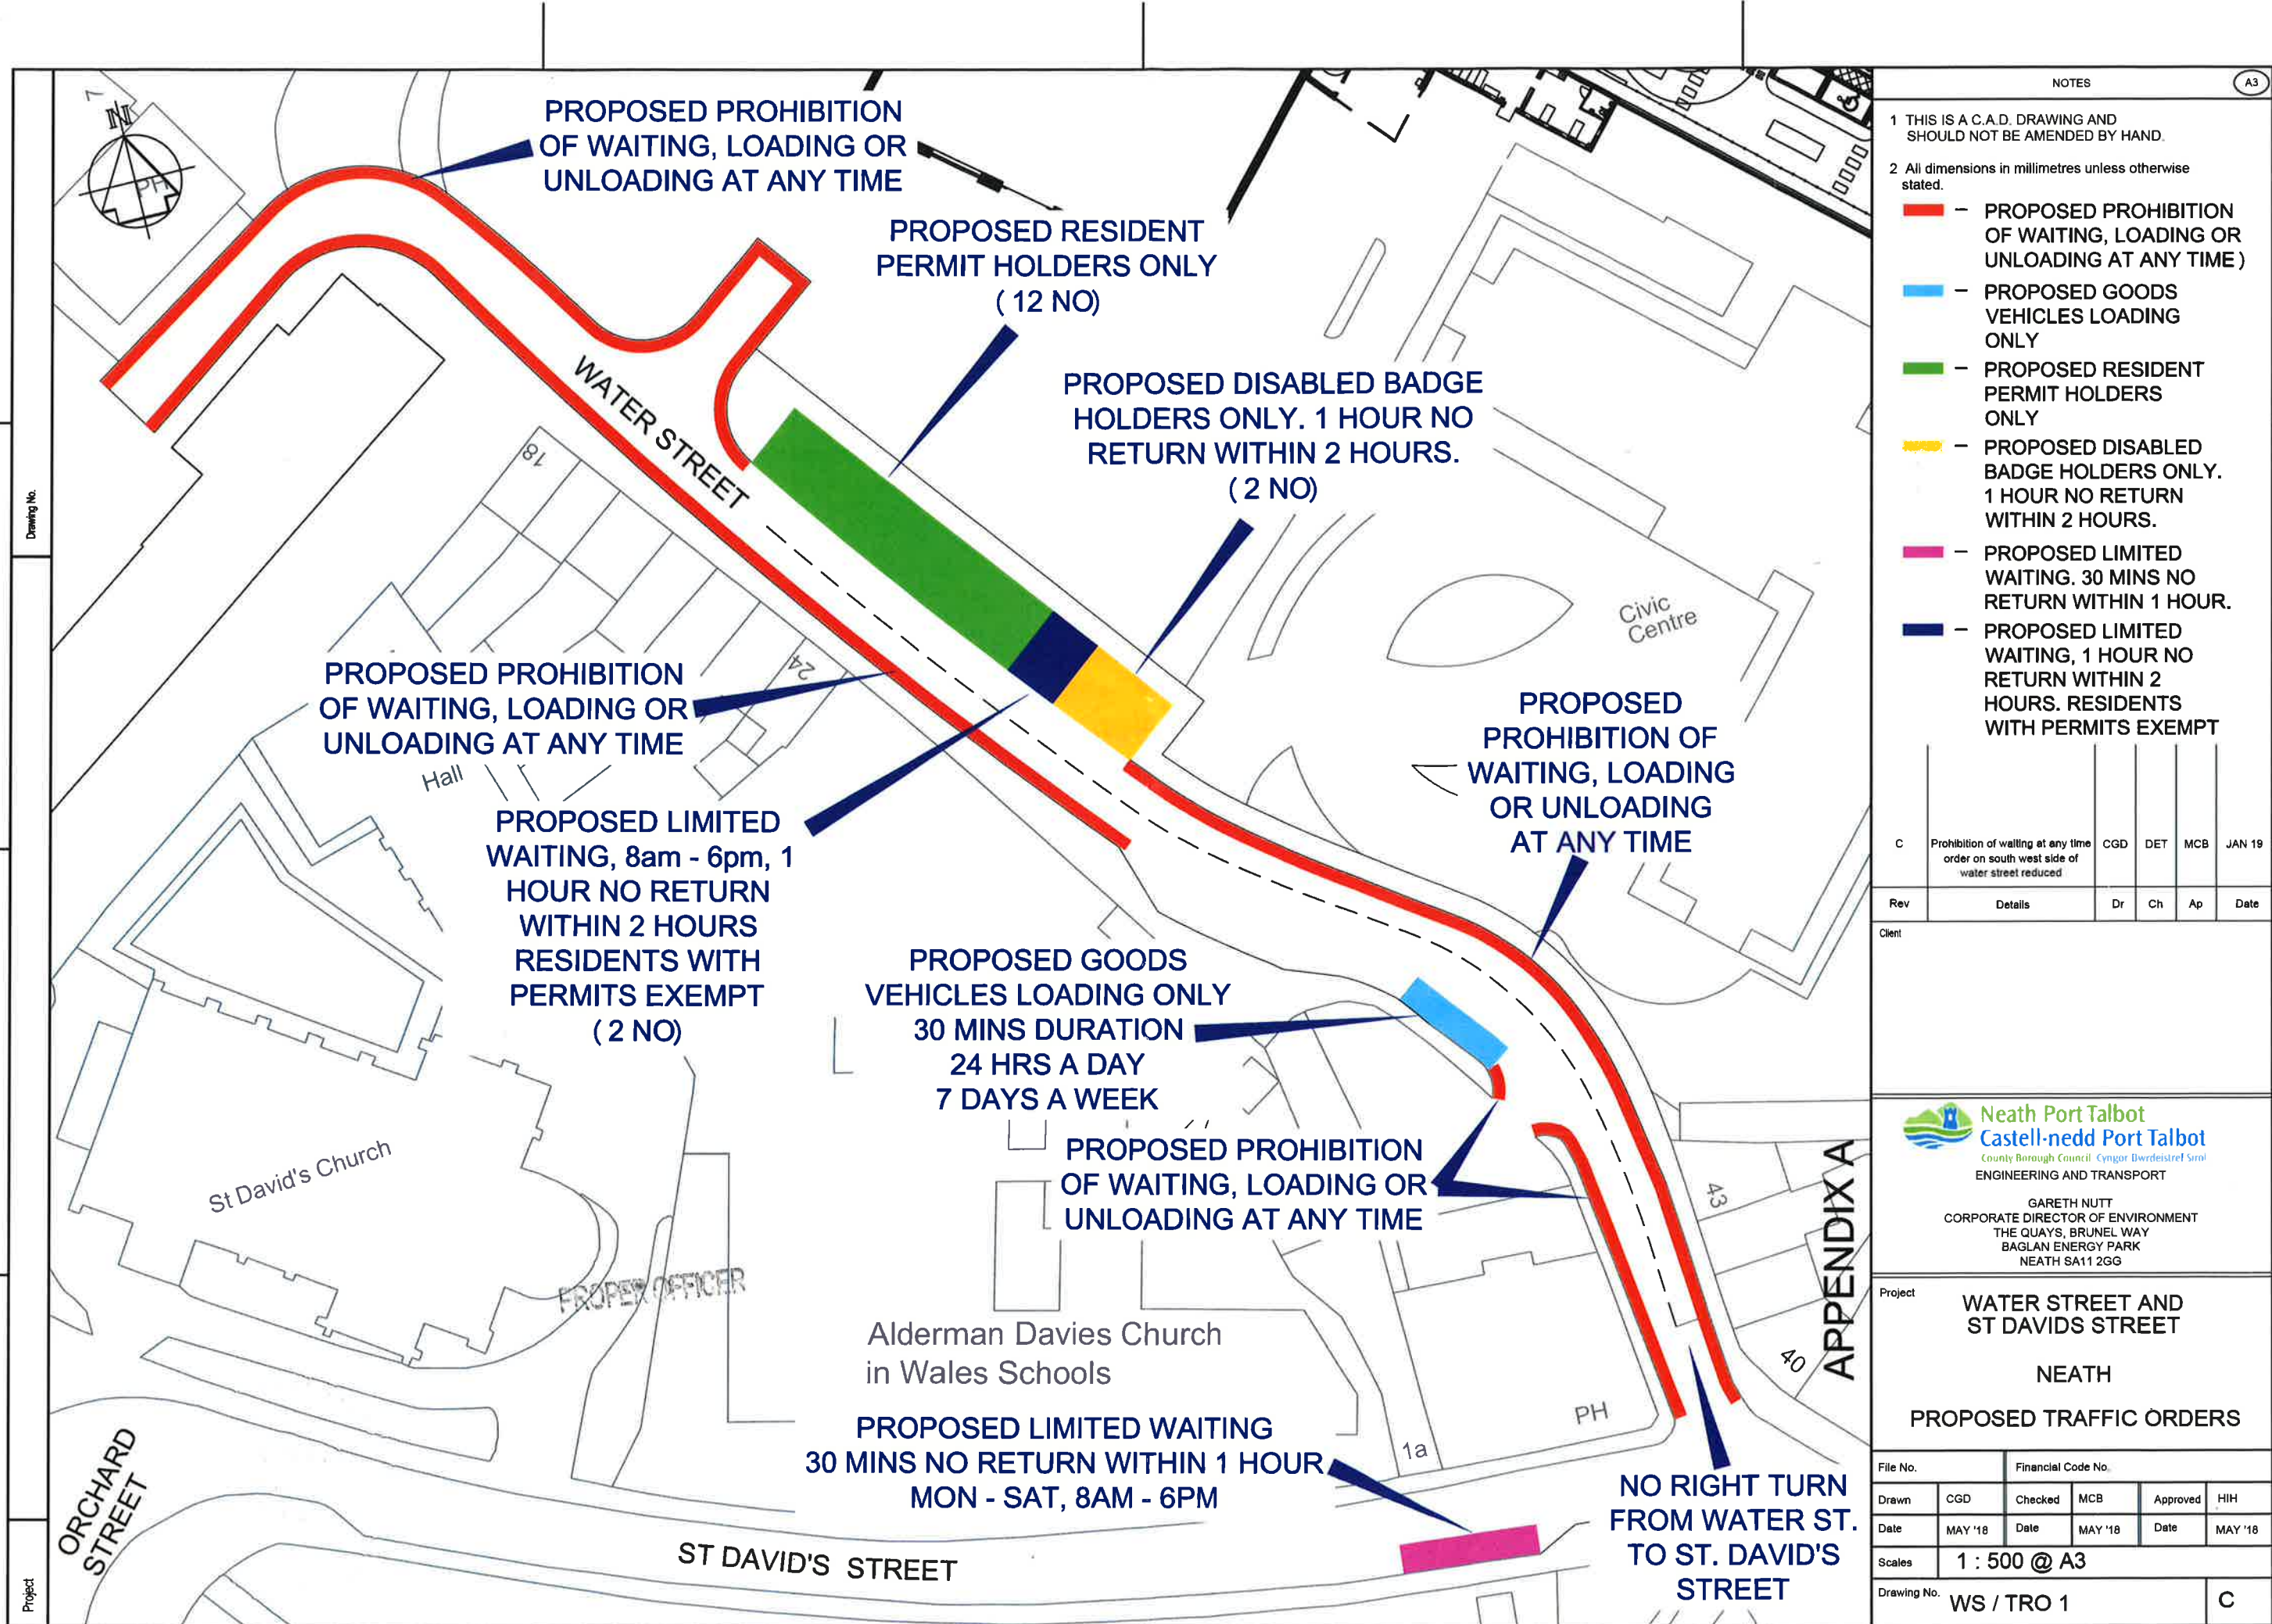 N
PH
PROPOSED PROHIBITION
OF WAITING, LOADING OR
UNLOADING AT ANY TIME
PROPOSED RESIDENT
PERMIT HOLDERS ONLY
( 12 NO)
PROPOSED DISABLED BADGE
HOLDERS ONLY. 1 HOUR NO
RETURN WITHIN 2 HOURS.
( 2 NO)
WATER STREET
18
24
Civic
Centre
PROPOSED PROHIBITION
OF WAITING, LOADING OR
UNLOADING AT ANY TIME
Hall
PROPOSED LIMITED
WAITING, 8am - 6pm, 1
HOUR NO RETURN
WITHIN 2 HOURS
RESIDENTS WITH
PERMITS EXEMPT
( 2 NO)
PROPOSED
PROHIBITION OF
WAITING, LOADING
OR UNLOADING
AT ANY TIME
PROPOSED GOODS
VEHICLES LOADING ONLY
30 MINS DURATION
24 HRS A DAY
7 DAYS A WEEK
PROPOSED PROHIBITION
OF WAITING, LOADING OR
UNLOADING AT ANY TIME
St David's Church
PROPER OFFICER
Alderman Davies Church
in Wales Schools
43
40
PH
1a
APPENDIX A
PROPOSED LIMITED WAITING
30 MINS NO RETURN WITHIN 1 HOUR
MON - SAT, 8AM - 6PM
NO RIGHT TURN
FROM WATER ST.
TO ST. DAVID'S
STREET
ORCHARD
STREET
ST DAVID'S STREET
Drawing No.
Project
NOTES
A3
1 THIS IS A C.A.D. DRAWING AND
SHOULD NOT BE AMENDED BY HAND.
2 All dimensions in millimetres unless otherwise
stated.
– PROPOSED PROHIBITION
OF WAITING, LOADING OR
UNLOADING AT ANY TIME )
– PROPOSED GOODS
VEHICLES LOADING
ONLY
– PROPOSED RESIDENT
PERMIT HOLDERS
ONLY
– PROPOSED DISABLED
BADGE HOLDERS ONLY.
1 HOUR NO RETURN
WITHIN 2 HOURS.
– PROPOSED LIMITED
WAITING. 30 MINS NO
RETURN WITHIN 1 HOUR.
– PROPOSED LIMITED
WAITING, 1 HOUR NO
RETURN WITHIN 2
HOURS. RESIDENTS
WITH PERMITS EXEMPT
C Prohibition of waiting at any time CGD DET MCB JAN 19
order on south west side of
water street reduced
Rev Details Dr Ch Ap Date
Client
Neath Port Talbot
Castell-nedd Port Talbot
County Borough Council Cyngor Bwrdeistref Sirol
ENGINEERING AND TRANSPORT
GARETH NUTT
CORPORATE DIRECTOR OF ENVIRONMENT
THE QUAYS, BRUNEL WAY
BAGLAN ENERGY PARK
NEATH SA11 2GG
Project
WATER STREET AND
ST DAVIDS STREET
NEATH
PROPOSED TRAFFIC ORDERS
File No. Financial Code No.
Drawn CGD Checked MCB Approved HIH
Date MAY '18 Date MAY '18 Date MAY '18
Scales 1 : 500 @ A3
Drawing No. WS / TRO 1 C